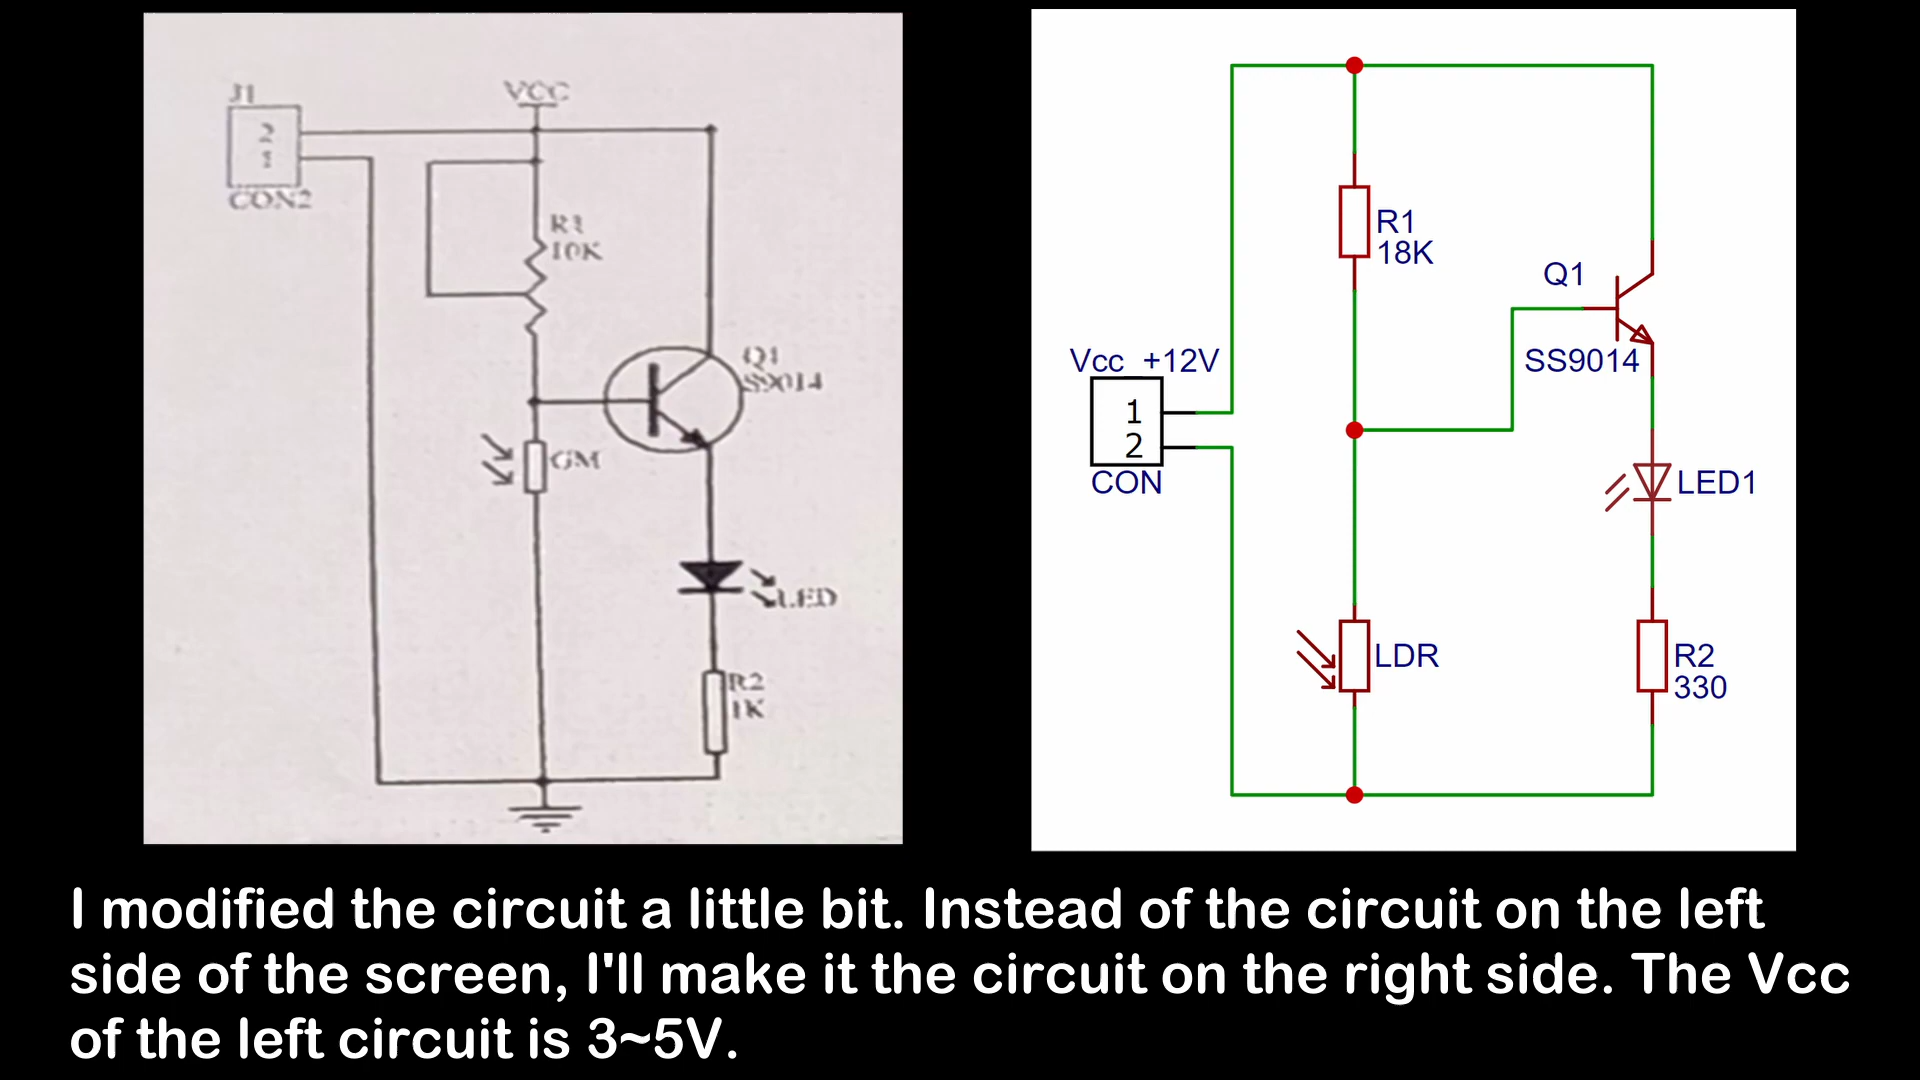 J1
VCC
2
1
CON2
R1
10K
Q1
S9014
GM
LED
R2
1K
R1
18K
Q1
SS9014
Vcc +12V
1
2
CON
LED1
LDR
R2
330
I modified the circuit a little bit. Instead of the circuit on the left
side of the screen, I'll make it the circuit on the right side. The Vcc
of the left circuit is 3~5V.